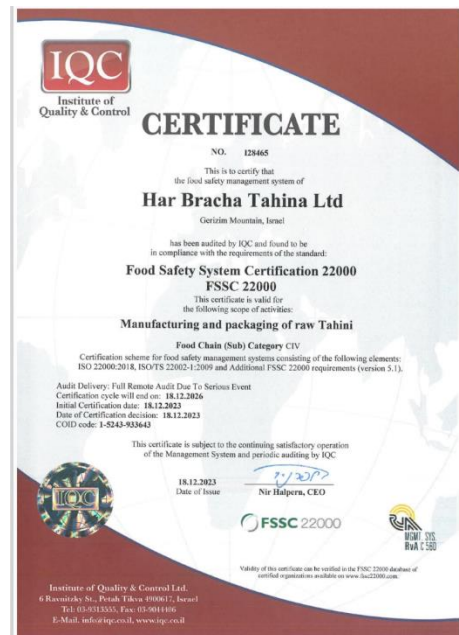 IQC
Institute of
Quality & Control
CERTIFICATE
NO. 128465
This is to certify that
the food safety management system of
Har Bracha Tahina Ltd
Gerizim Mountain, Israel
has been audited by IQC and found to be
in compliance with the requirements of the standard:
Food Safety System Certification 22000
FSSC 22000
This certificate is valid for
the following scope of activities:
Manufacturing and packaging of raw Tahini
Food Chain (Sub) Category CIV
Certification scheme for food safety management systems consisting of the following elements:
ISO 22000:2018, ISO/TS 22002-1:2009 and Additional FSSC 22000 requirements (version 5.1).
Audit Delivery: Full Remote Audit Due To Serious Event
Certification cycle will end on: 18.12.2026
Initial Certification date: 18.12.2023
Date of Certification decision: 18.12.2023
COID code: 1-5243-933643
This certificate is subject to the continuing satisfactory operation
of the Management System and periodic auditing by IQC
18.12.2023
Date of Issue
Nir Halpern, CEO
IQC
FSSC 22000
MGMT. SYS.
RvA C 560
Validity of this certificate can be verified in the FSSC 22000 database of
certified organizations available on www.fssc22000.com.
Institute of Quality & Control Ltd.
6 Ravnitzky St., Petah Tikva 4900617, Israel
Tel: 03-9313555, Fax: 03-9044406
E-Mail. info@iqc.co.il, www.iqc.co.il